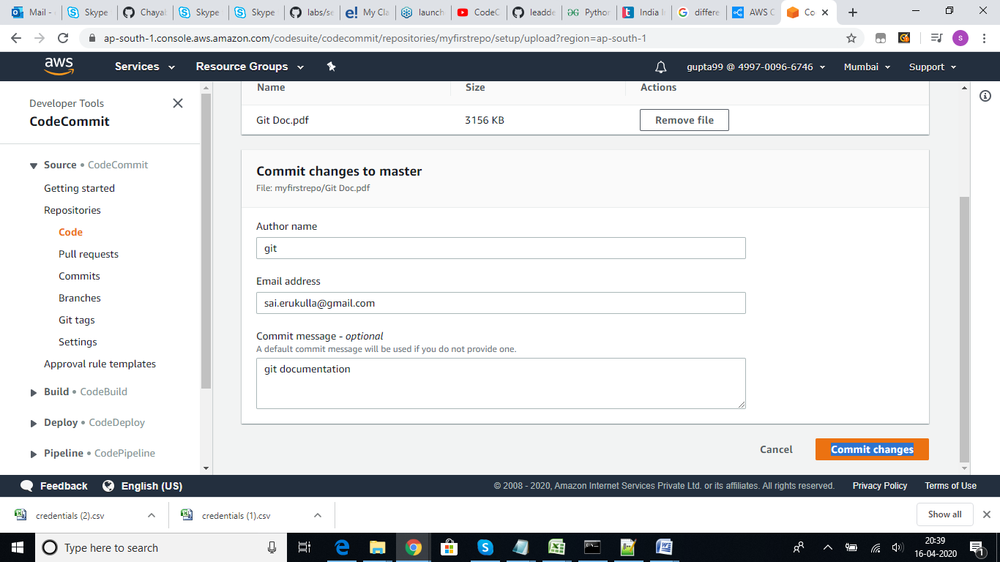 Mail -
Skype
Chayab
Skype
Skype
labs/se
My Cla
launch
CodeC
leadde
Python
India I
differe
AWS C
Co
ap-south-1.console.aws.amazon.com/codesuite/codecommit/repositories/myfirstrepo/setup/upload?region=ap-south-1
s
aws Services Resource Groups gupta99 @ 4997-0096-6746 Mumbai Support
Developer Tools
CodeCommit
Source • CodeCommit
Getting started
Repositories
Code
Pull requests
Commits
Branches
Git tags
Settings
Approval rule templates
Build • CodeBuild
Deploy • CodeDeploy
Pipeline • CodePipeline
Name Size Actions
Git Doc.pdf 3156 KB Remove file
Commit changes to master
File: myfirstrepo/Git Doc.pdf
Author name
git
Email address
sai.erukulla@gmail.com
Commit message - optional
A default commit message will be used if you do not provide one.
git documentation
Cancel Commit changes
Feedback English (US) © 2008 - 2020, Amazon Internet Services Private Ltd. or its affiliates. All rights reserved. Privacy Policy Terms of Use
credentials (2).csv credentials (1).csv Show all
Type here to search
20:39
16-04-2020
1